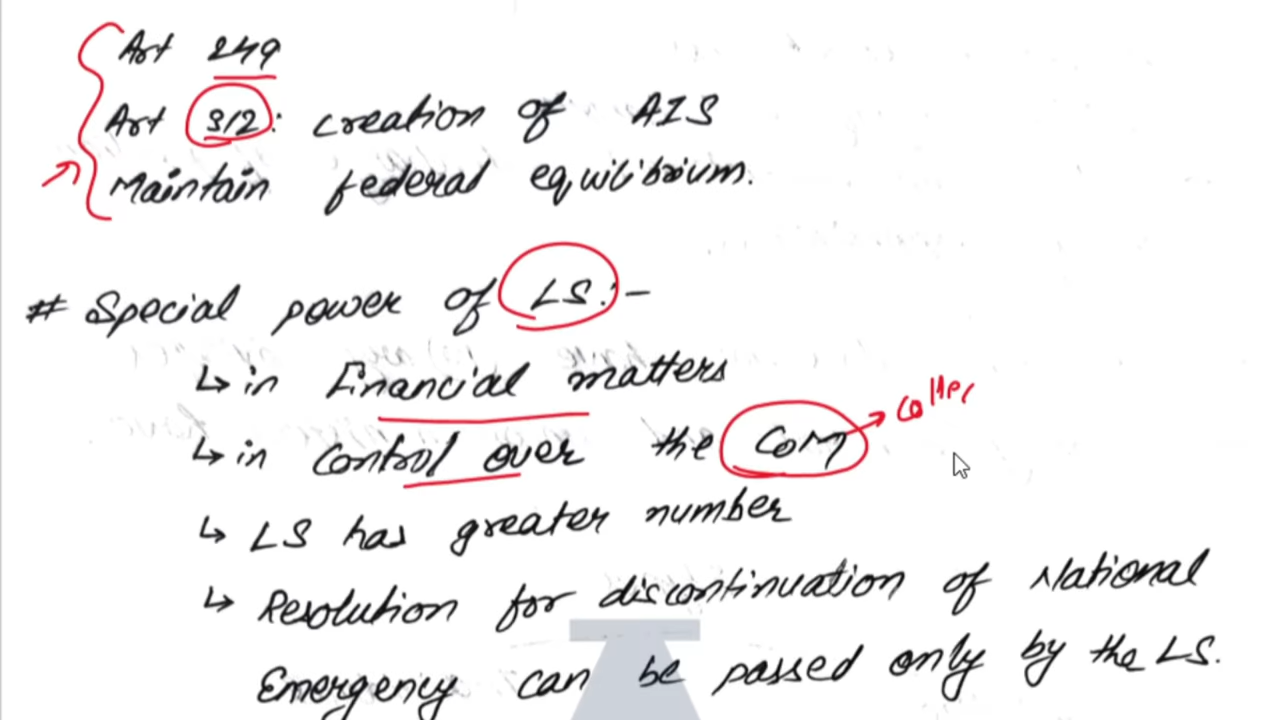 Art 249
Art 312: creation of AIS
Maintain federal equilibrium.
# Special power of LS:-
↳ in Financial matters
↳ in control over the CoM → Collec
↳ LS has greater number
↳ Resolution for discontinuation of National
Emergency can be passed only by the LS.